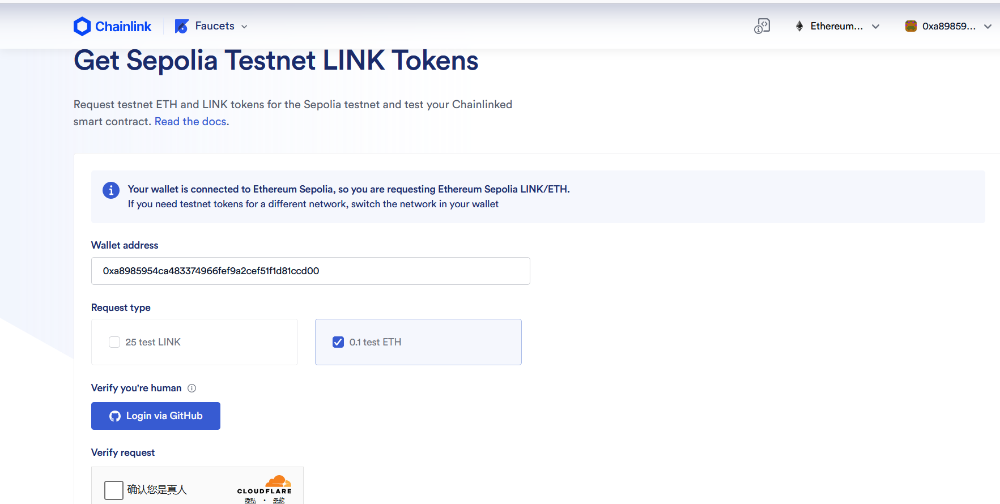 Chainlink
Faucets
Ethereum...
0xa89859...
Get Sepolia Testnet LINK Tokens
Request testnet ETH and LINK tokens for the Sepolia testnet and test your Chainlinked
smart contract. Read the docs.
Your wallet is connected to Ethereum Sepolia, so you are requesting Ethereum Sepolia LINK/ETH.
If you need testnet tokens for a different network, switch the network in your wallet
Wallet address
0xa8985954ca483374966fef9a2cef51f1d81ccd00
Request type
25 test LINK
0.1 test ETH
Verify you're human
Login via GitHub
Verify request
确认您是真人
CLOUDFLARE
隐私 • 条款